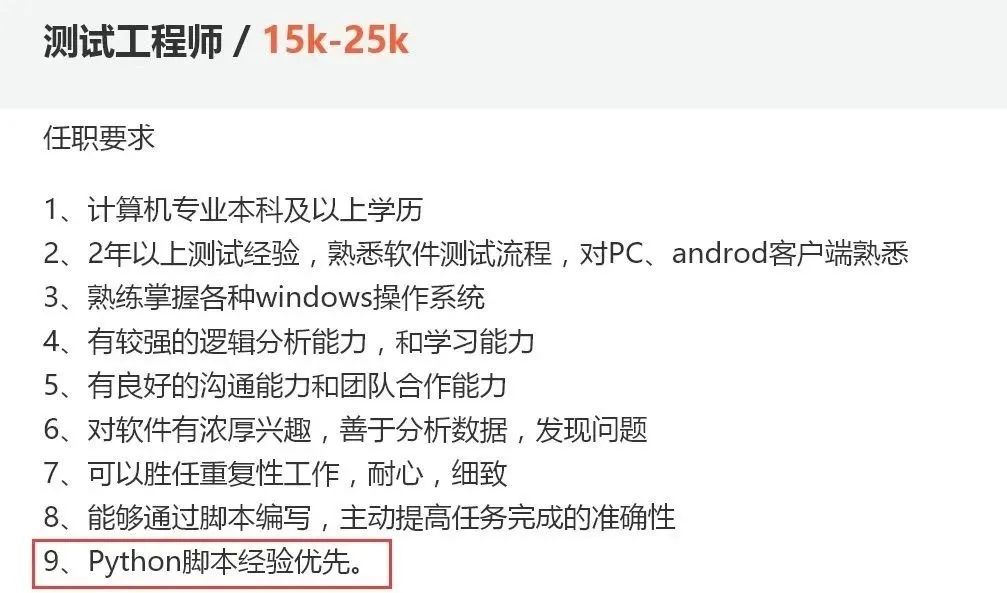 测试工程师 / 15k-25k
任职要求
1、计算机专业本科及以上学历
2、2年以上测试经验，熟悉软件测试流程，对PC、androd客户端熟悉
3、熟练掌握各种windows操作系统
4、有较强的逻辑分析能力，和学习能力
5、有良好的沟通能力和团队合作能力
6、对软件有浓厚兴趣，善于分析数据，发现问题
7、可以胜任重复性工作，耐心，细致
8、能够通过脚本编写，主动提高任务完成的准确性
9、Python脚本经验优先。